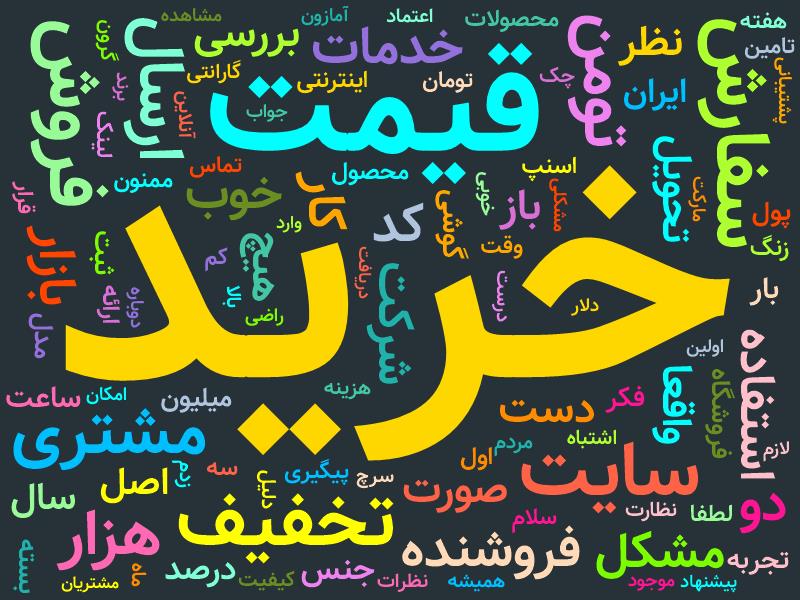 مشاهده
آمازون
اعتماد
محصولات
هفته
فروش
گرون
ارسال
بررسی
خدمات
تومن
نظر
سفارش
تامین
پشتیبانی
برند
گارانتی
اینترنتی
قیمت
تومان
چک
ایران
لینک
آنلاین
جواب
تحویل
تماس
محصول
اسنپ
ممنون
خوب
کار
خوبی
مشکلی
مارکت
قرار
پول
باز
گوشی
کد
وارد
وقت
زنگ
بازار
ثبت
ارائه
کم
هیچ
دریافت
شرکت
خرید
درست
دلار
بار
دوباره
بالا
راضی
مدل
اولین
استفاده
هزینه
واقعا
فروشگاه
ساعت
امکان
میلیون
دست
فکر
مشتری
اشتباه
مردم
اول
لازم
سایت
سه
پیگیری
سرچ
اصل
زدم
دلیل
صورت
سال
تخفیف
نظارت
لطفا
دو
سلام
هزار
فروشنده
مشکل
تجربه
بسته
ماه
مشتریان
درصد
کیفیت
جنس
نظرات
همیشه
موجود
پیشنهاد